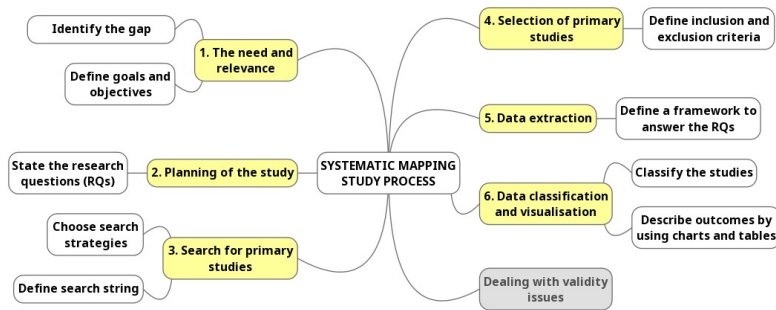 Identify the gap
1. The need and
relevance
Define goals and
objectives
State the research
questions (RQs)
2. Planning of the study
Choose search
strategies
3. Search for primary
studies
Define search string
SYSTEMATIC MAPPING
STUDY PROCESS
4. Selection of primary
studies
Define inclusion and
exclusion criteria
5. Data extraction
Define a framework to
answer the RQs
6. Data classification
and visualisation
Classify the studies
Describe outcomes by
using charts and tables
Dealing with validity
issues